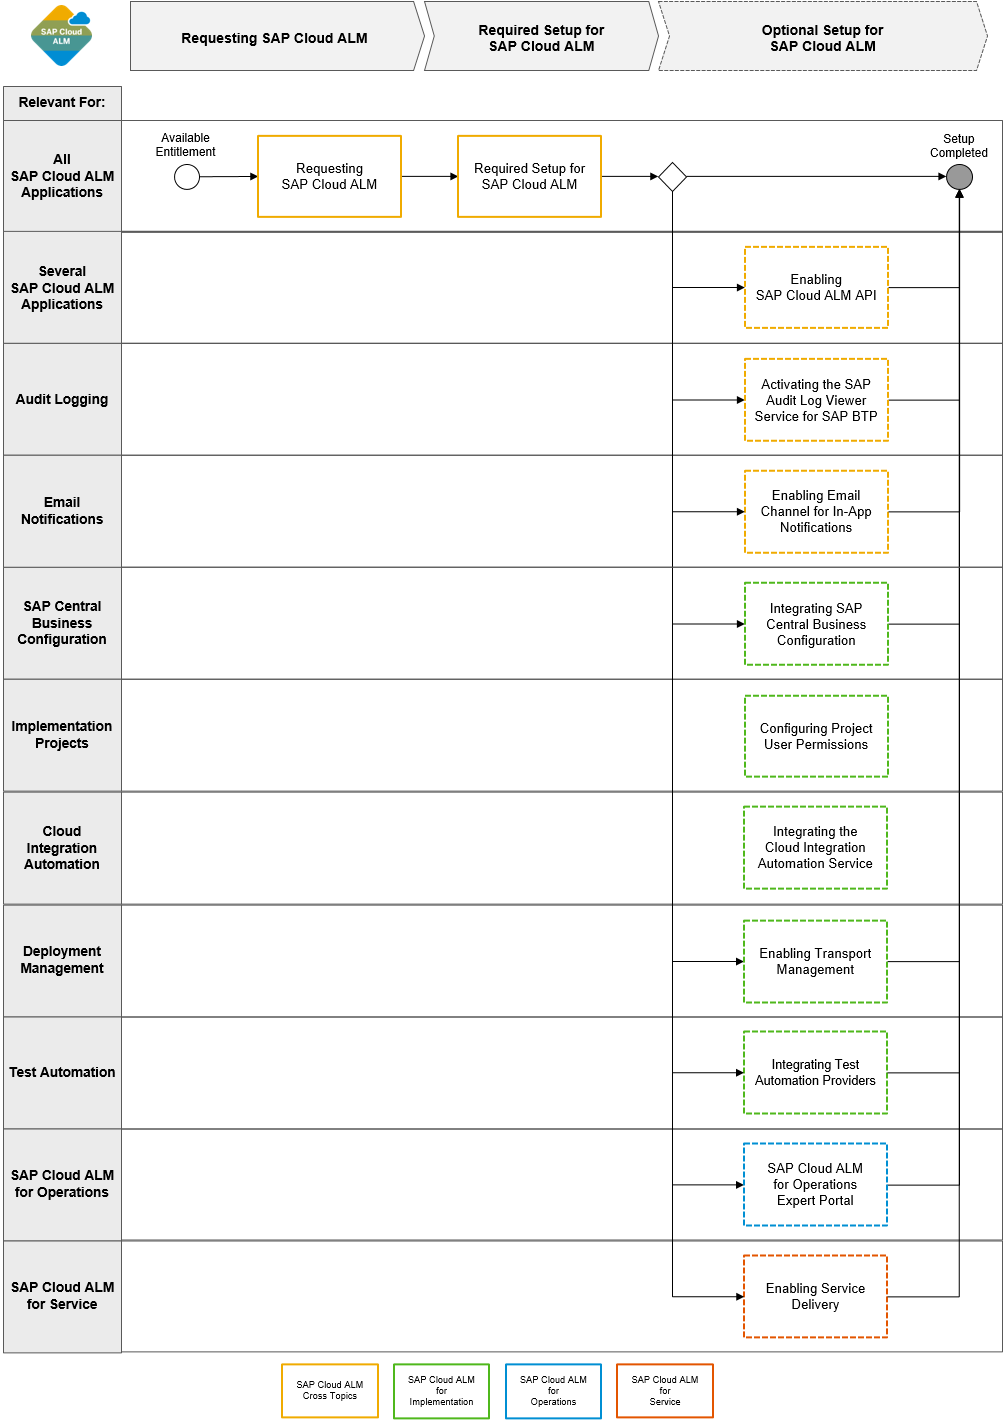 SAP Cloud
ALM
Requesting SAP Cloud ALM
Required Setup for
SAP Cloud ALM
Optional Setup for
SAP Cloud ALM
Relevant For:
All
SAP Cloud ALM
Applications
Available
Entitlement
Requesting
SAP Cloud ALM
Required Setup for
SAP Cloud ALM
Setup
Completed
Several
SAP Cloud ALM
Applications
Enabling
SAP Cloud ALM API
Audit Logging
Activating the SAP
Audit Log Viewer
Service for SAP BTP
Email
Notifications
Enabling Email
Channel for In-App
Notifications
SAP Central
Business
Configuration
Integrating SAP
Central Business
Configuration
Implementation
Projects
Configuring Project
User Permissions
Cloud
Integration
Automation
Integrating the
Cloud Integration
Automation Service
Deployment
Management
Enabling Transport
Management
Test Automation
Integrating Test
Automation Providers
SAP Cloud ALM
for Operations
SAP Cloud ALM
for Operations
Expert Portal
SAP Cloud ALM
for Service
Enabling Service
Delivery
SAP Cloud ALM
Cross Topics
SAP Cloud ALM
for
Implementation
SAP Cloud ALM
for
Operations
SAP Cloud ALM
for
Service